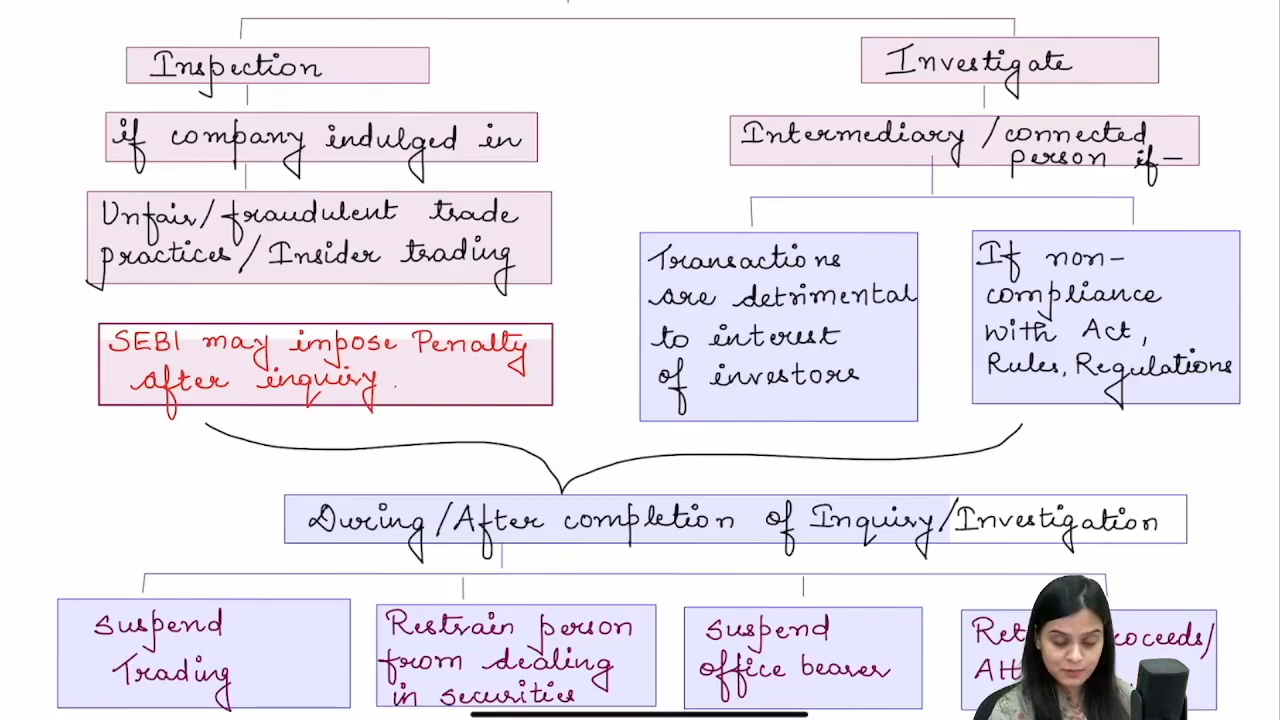 Inspection
Investigate
if company indulged in
Intermediary / connected
person if –
Unfair/fraudulent trade
practices / Insider trading
Transactions
are detrimental
to interest
of investors
If non-
compliance
with Act,
Rules, Regulations
SEBI may impose Penalty
after inquiry.
During /After completion of Inquiry/Investigation
Suspend
Trading
Restrain person
from dealing
in securities
Suspend
office bearer